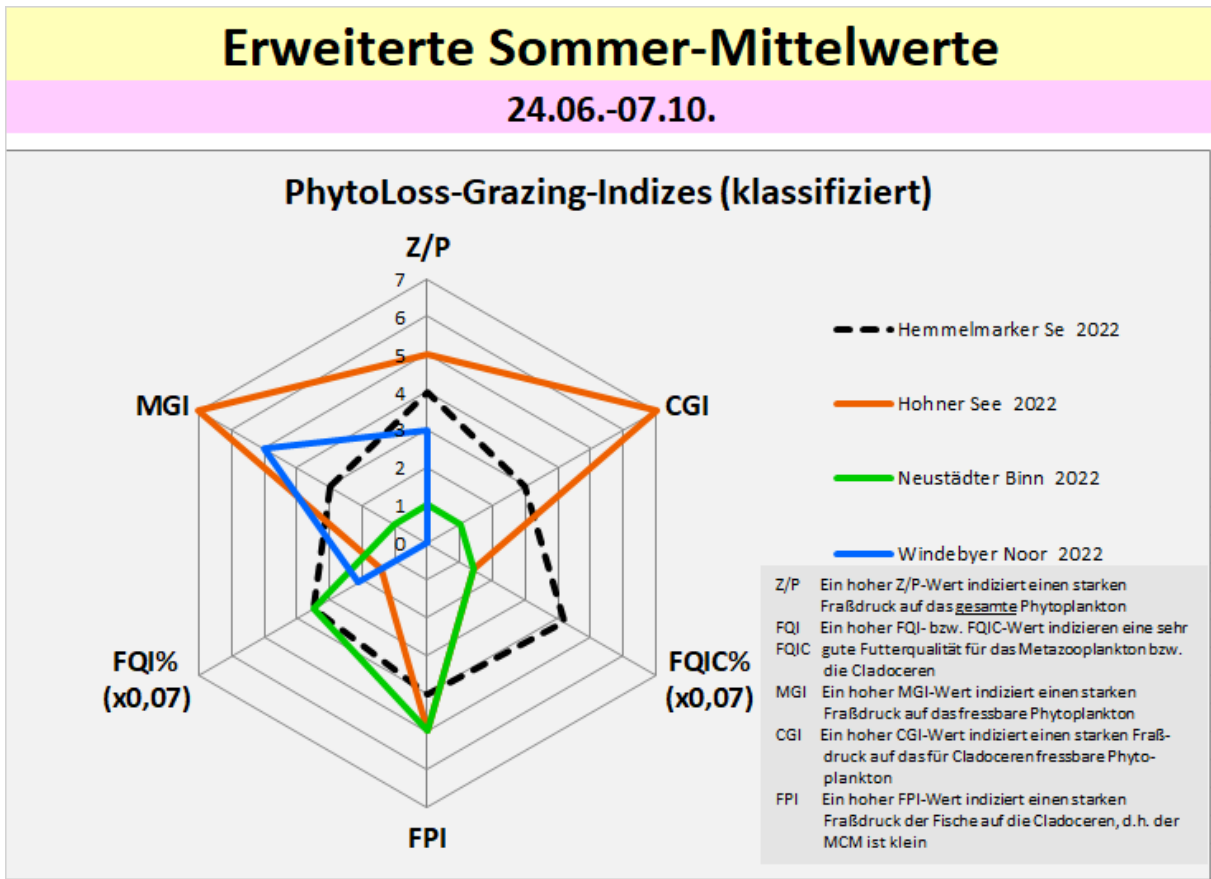 Erweiterte Sommer-Mittelwerte
24.06.-07.10.
PhytoLoss-Grazing-Indizes (klassifiziert)
Z/P
7
6
5
4
3
2
1
0
MGI
CGI
FQI%
(x0,07)
FQIC%
(x0,07)
FPI
Hemmelmarker Se 2022
Hohner See 2022
Neustädter Binn 2022
Windebyer Noor 2022
Z/P Ein hoher Z/P-Wert indiziert einen starken
Fraßdruck auf das gesamte Phytoplankton
FQI Ein hoher FQI- bzw. FQIC-Wert indizieren eine sehr
FQIC gute Futterqualität für das Metazooplankton bzw.
die Cladoceren
MGI Ein hoher MGI-Wert indiziert einen starken
Fraßdruck auf das fressbare Phytoplankton
CGI Ein hoher CGI-Wert indiziert einen starken Fraß-
druck auf das für Cladoceren fressbare Phyto-
plankton
FPI Ein hoher FPI-Wert indiziert einen starken
Fraßdruck der Fische auf die Cladoceren, d.h. der
MCM ist klein